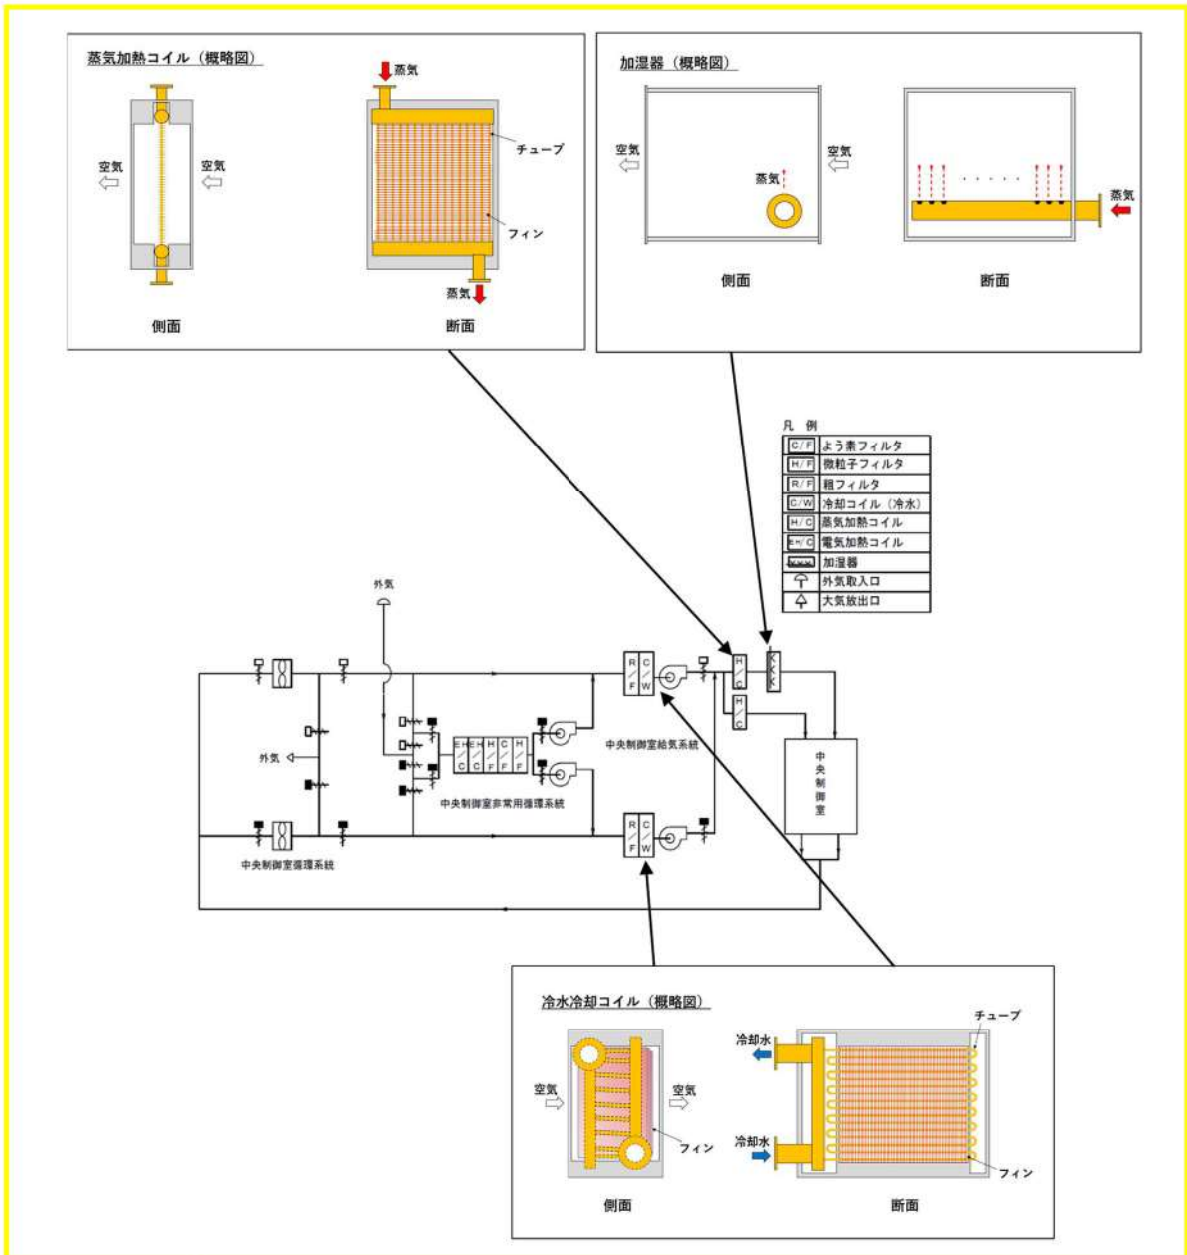 蒸気加熱コイル（概略図）
蒸気
チューブ
空気
空気
フィン
蒸気
側面
断面
加湿器（概略図）
空気
空気
蒸気
蒸気
側面
断面
凡 例
C/F よう素フィルタ
H/F 微粒子フィルタ
R/F 粗フィルタ
C/W 冷却コイル（冷水）
H/C 蒸気加熱コイル
EH/C 電気加熱コイル
加湿器
外気取入口
大気放出口
外気
R/F
C/W
H/C
H/C
中央制御室給気系統
外気
EH/C
EH/C
H/F
C/F
H/F
中央制御室非常用循環系統
中央制御室
R/F
C/W
中央制御室循環系統
冷水冷却コイル（概略図）
チューブ
冷却水
空気
空気
フィン
冷却水
フィン
側面
断面